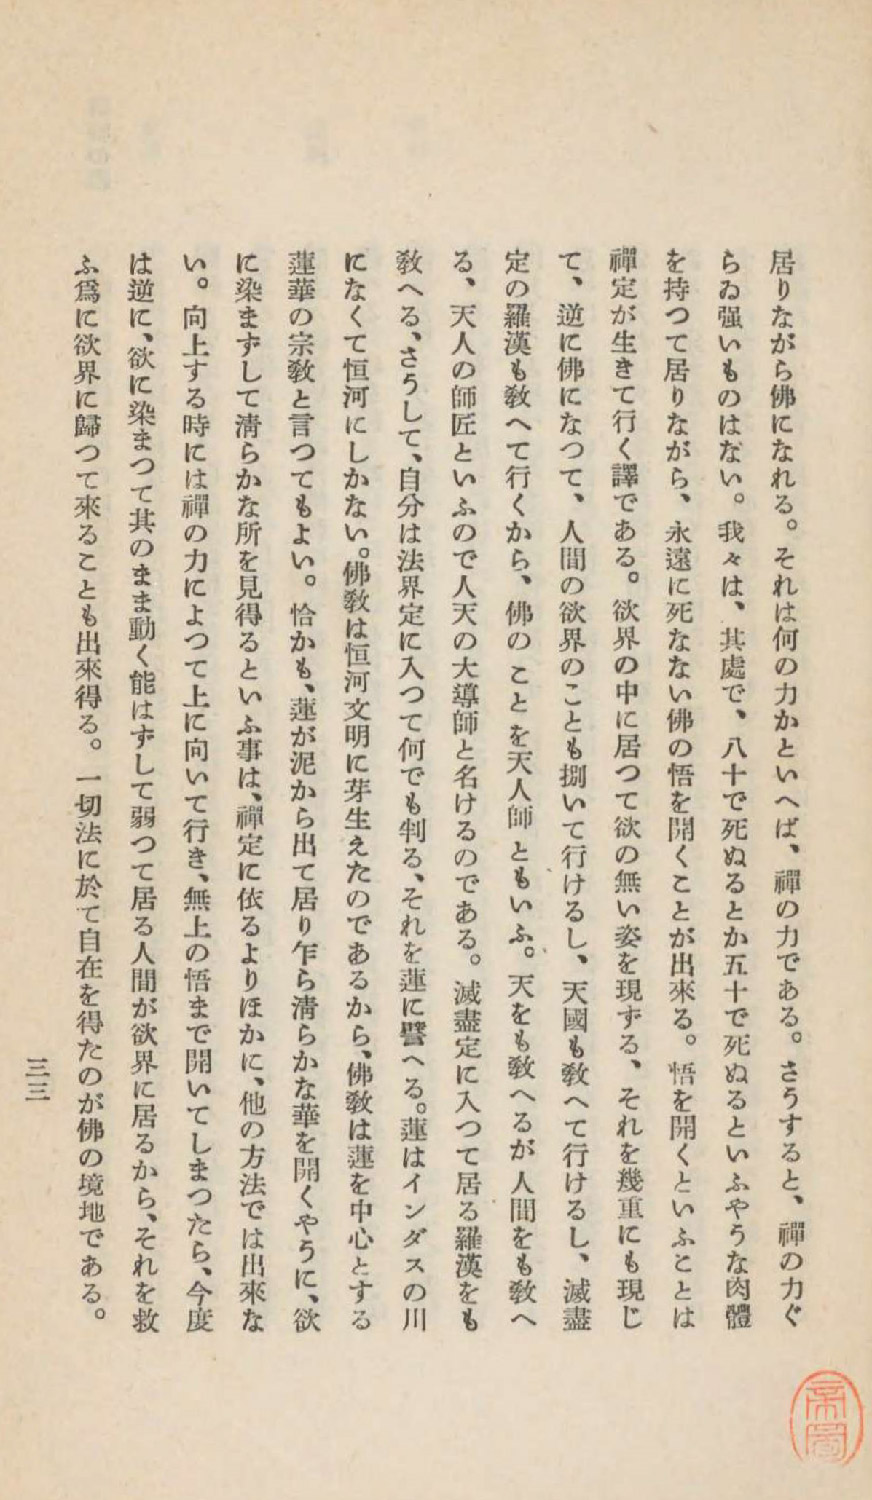 居りながら佛になれる。それは何の力かといへば、禪の力である。さうすると、禪の力ぐ
らゐ强いものはない。我々は、其處で、八十で死ぬるとか五十で死ぬるといふやうな肉體
を持つて居りながら、永遠に死なない佛の悟を開くことが出來る。悟を開くといふことは
禪定が生きて行く譯である。欲界の中に居つて欲の無い姿を現ずる、それを幾重にも現じ
て、逆に佛になつて、人間の欲界のことも捌いて行けるし、天國も敎へて行けるし、滅盡
定の羅漢も敎へて行くから、佛のことを天人師ともいふ。天をも敎へるが人間をも敎へ
る、天人の師匠といふので人天の大導師と名けるのである。滅盡定に入つて居る羅漢をも
敎へる、さうして、自分は法界定に入つて何でも判る、それを蓮に譬へる。蓮はインダスの川
になくて恒河にしかない。佛敎は恒河文明に芽生えたのであるから、佛敎は蓮を中心とする
蓮華の宗敎と言つてもよい。恰かも、蓮が泥から出て居り乍ら淸らかな華を開くやうに、欲
に染まずして淸らかな所を見得るといふ事は、禪定に依るよりほかに、他の方法では出來な
い。向上する時には禪の力によつて上に向いて行き、無上の悟まで開いてしまつたら、今度
は逆に、欲に染まつて其のまま動く能はずして弱つて居る人間が欲界に居るから、それを救
ふ爲に欲界に歸つて來ることも出來得る。一切法に於て自在を得たのが佛の境地である。
三三
帝圖